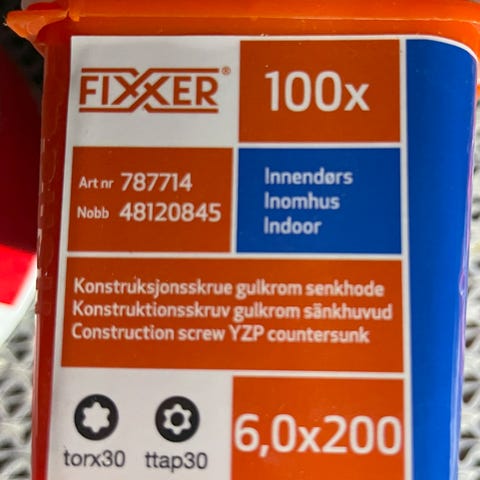 FIXXER®
100x
Art nr 787714
Nobb 48120845
Innendørs
Inomhus
Indoor
Konstruksjonsskrue gulkrom senkhode
Konstruktionsskruv gulkrom sänkhuvud
Construction screw YZP countersunk
torx30 ttap30
6,0x200